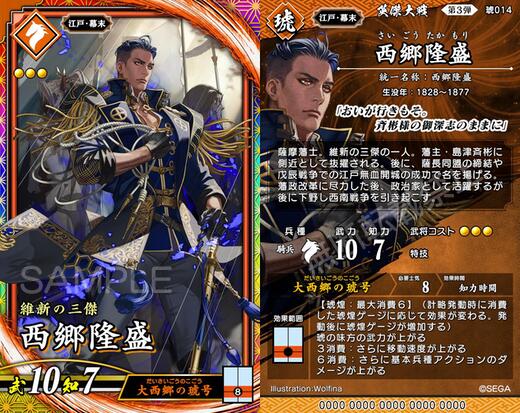 江戸・幕末
SAMPLE
維新の三傑
西郷隆盛
武10知7
だいさいごうのこごう
大西郷の琥号
8
琥
江戸・幕末
英傑大戦
第3弾
琥014
さいごうたかもり
西郷隆盛
統一名称:西郷隆盛
生没年:1828~1877
「おいが行きもそ。
斉彬様の御深志のままに」
薩摩藩士。維新の三傑の一人。藩主・島津斉彬に
側近として抜擢される。後に、薩長同盟の締結や
戊辰戦争での江戸無血開城の成功で名を揚げる。
藩政改革に尽力した後、政治家として活躍するが
後に下野し西南戦争を引き起こす。
兵種 武力 知力 武将コスト
騎兵 10 7 特技
だいさいごうのこごう 必要士気 効果時間
大西郷の琥号 8 知力時間
効果範囲
【琥煌:最大消費6】(計略発動時に消費
した琥煌ゲージに応じて効果が変わる。発
動後に琥煌ゲージが増加する)
琥の味方の武力が上がる
3消費:さらに移動速度が上がる
6消費:さらに基本兵種アクションのダ
メージが上がる
Illustration:Wolfina
©SEGA
0000 0000 0000 0000 0000